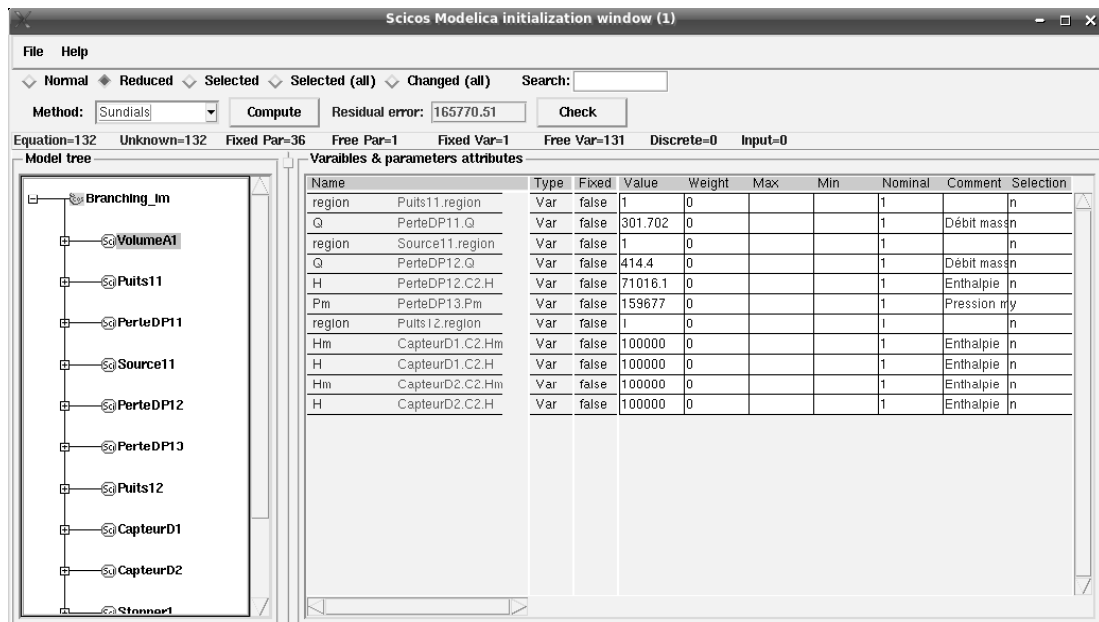 Scicos Modelica initialization window (1)
File Help
Normal Reduced Selected Selected (all) Changed (all) Search:
Method: Sundials Compute Residual error: 165770.51 Check
Equation=132 Unknown=132 Fixed Par=36 Free Par=1 Fixed Var=1 Free Var=131 Discrete=0 Input=0
Model tree
Branching_im
VolumeA1
Puits11
PerteDP11
Source11
PerteDP12
PerteDP13
Puits12
CapteurD1
CapteurD2
Stopper1
Varaibles & parameters attributes
Name Type Fixed Value Weight Max Min Nominal Comment Selection
region Puits11.region Var false 1 0 1 n
Q PerteDP11.Q Var false 301.702 0 1 Débit mass n
region Source11.region Var false 1 0 1 n
Q PerteDP12.Q Var false 414.4 0 1 Débit mass n
H PerteDP12.C2.H Var false 71016.1 0 1 Enthalpie n
Pm PerteDP13.Pm Var false 159677 0 1 Pression m y
region Puits12.region Var false 1 0 1 n
Hm CapteurD1.C2.Hm Var false 100000 0 1 Enthalpie n
H CapteurD1.C2.H Var false 100000 0 1 Enthalpie n
Hm CapteurD2.C2.Hm Var false 100000 0 1 Enthalpie n
H CapteurD2.C2.H Var false 100000 0 1 Enthalpie n